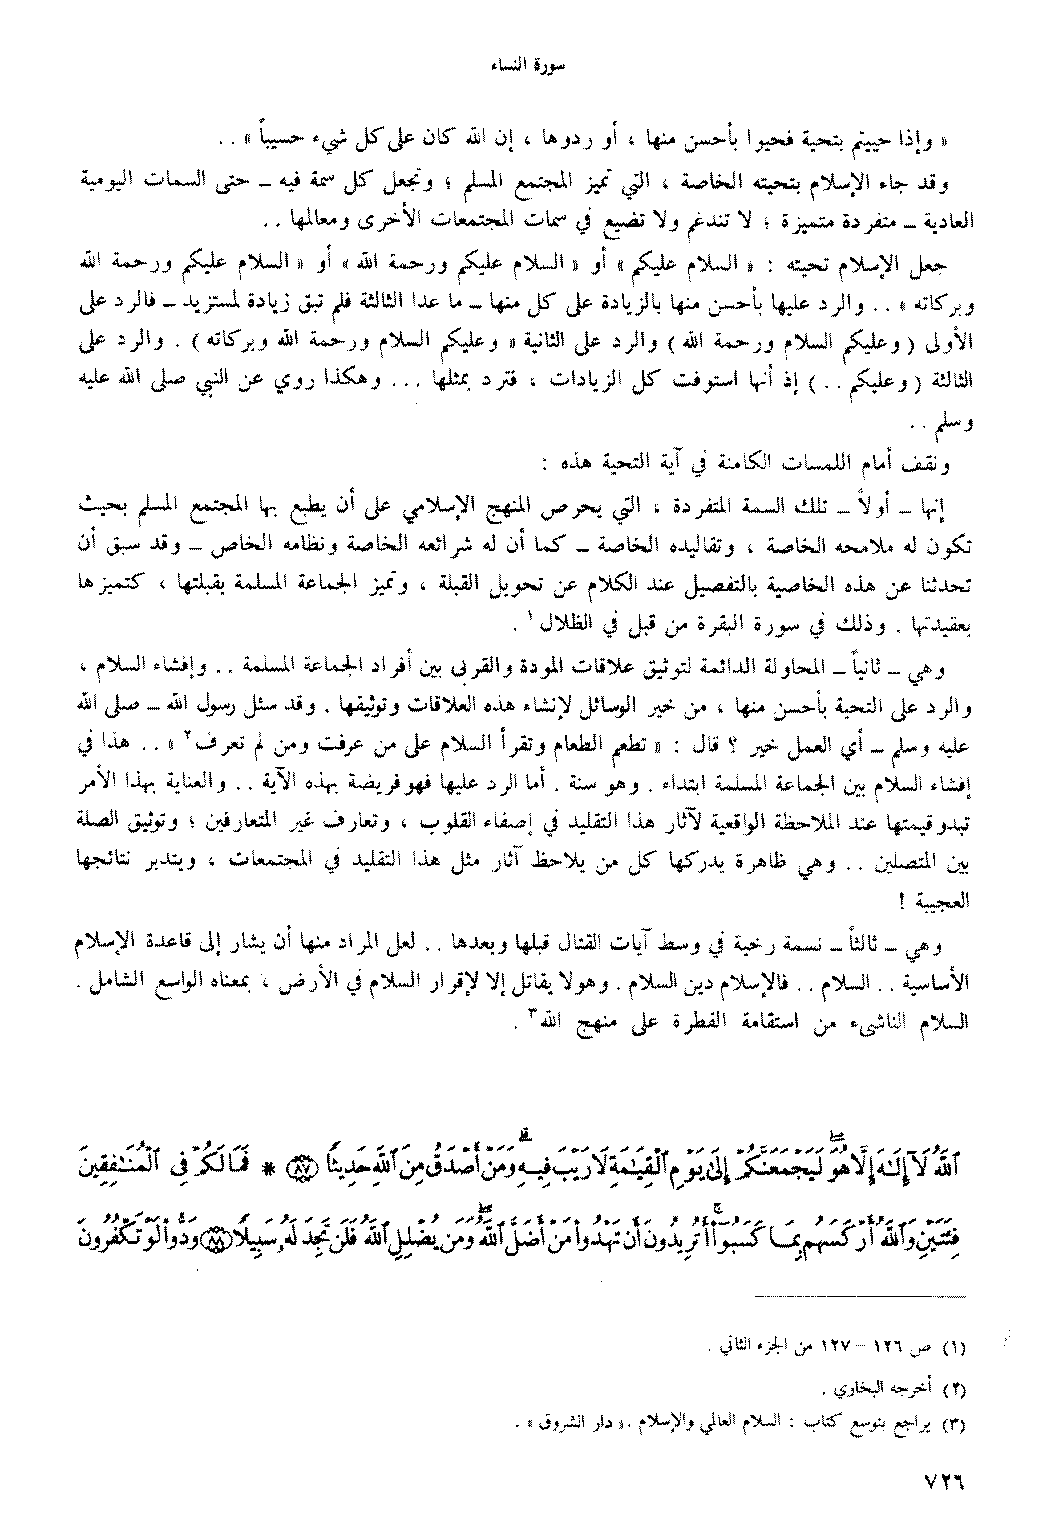 سورة النساء
« وإذا حييتم بتحية فحيوا بأحسن منها ، أو ردوها ، إن الله كان على كل شيء حسيباً » . .
وقد جاء الإسلام بتحيته الخاصة ، التي تميز المجتمع المسلم ؛ وتجعل كل سمة فيه – حتى السمات اليومية
العادية – متفردة متميزة ؛ لا تندغم ولا تضيع في سمات المجتمعات الأخرى ومعالمها . .
جعل الإسلام تحيته : « السلام عليكم » أو « السلام عليكم ورحمة الله » أو « السلام عليكم ورحمة الله
وبركاته » . . والرد عليها بأحسن منها بالزيادة على كل منها – ما عدا الثالثة فلم تبق زيادة لمستزيد – فالرد على
الأولى ( وعليكم السلام ورحمة الله ) والرد على الثانية « وعليكم السلام ورحمة الله وبركاته ) . والرد على
الثالثة ( وعليكم . . ) إذ أنها استوفت كل الزيادات ، فترد بمثلها . . . وهكذا روي عن النبي صلى الله عليه
وسلم . .
ونقف أمام اللمسات الكامنة في آية التحية هذه :
إنها – أولاً – تلك السمة المتفردة ، التي يحرص المنهج الإسلامي على أن يطبع بها المجتمع المسلم بحيث
تكون له ملامحه الخاصة ، وتقاليده الخاصة – كما أن له شرائعه الخاصة ونظامه الخاص – وقد سبق أن
تحدثنا عن هذه الخاصية بالتفصيل عند الكلام عن تحويل القبلة ، وتميز الجماعة المسلمة بقبلتها ، كتميزها
بعقيدتها . وذلك في سورة البقرة من قبل في الظلال ١ .
وهي – ثانياً – المحاولة الدائمة لتوثيق علاقات المودة والقربى بين أفراد الجماعة المسلمة . . وإفشاء السلام ،
والرد على التحية بأحسن منها ، من خير الوسائل لإنشاء هذه العلاقات وتوثيقها . وقد سئل رسول الله – صلى الله
عليه وسلم – أي العمل خير ؟ قال : « تطعم الطعام وتقرأ السلام على من عرفت ومن لم تعرف ٢ » . . هذا في
إفشاء السلام بين الجماعة المسلمة ابتداء . وهو سنة . أما الرد عليها فهو فريضة بهذه الآية . . والعناية بهذا الأمر
تبدو قيمتها عند الملاحظة الواقعية لآثار هذا التقليد في إصفاء القلوب ، وتعارف غير المتعارفين ؛ وتوثيق الصلة
بين المتصلين . . وهي ظاهرة يدركها كل من يلاحظ آثار مثل هذا التقليد في المجتمعات ، ويتدبر نتائجها
العجيبة !
وهي – ثالثاً – نسمة رخية في وسط آيات القتال قبلها وبعدها . . لعل المراد منها أن يشار إلى قاعدة الإسلام
الأساسية . . السلام . . فالإسلام دين السلام . وهو لا يقاتل إلا لإقرار السلام في الأرض ، بمعناه الواسع الشامل .
السلام الناشىء من استقامة الفطرة على منهج الله ٣ .
ٱللَّهُ لَآ إِلَـٰهَ إِلَّا هُوَ ۚ لَيَجْمَعَنَّكُمْ إِلَىٰ يَوْمِ ٱلْقِيَـٰمَةِ لَا رَيْبَ فِيهِ ۗ وَمَنْ أَصْدَقُ مِنَ ٱللَّهِ حَدِيثًا ﴿٨٧﴾ * فَمَا لَكُمْ فِى ٱلْمُنَـٰفِقِينَ
فِئَتَيْنِ وَٱللَّهُ أَرْكَسَهُم بِمَا كَسَبُوٓا۟ ۚ أَتُرِيدُونَ أَن تَهْدُوا۟ مَنْ أَضَلَّ ٱللَّهُ ۖ وَمَن يُضْلِلِ ٱللَّهُ فَلَن تَجِدَ لَهُۥ سَبِيلًا ﴿٨٨﴾ وَدُّوا۟ لَوْ تَكْفُرُونَ
(١) ص ١٢٦ – ١٢٧ من الجزء الثاني .
(٢) أخرجه البخاري .
(٣) يراجع بتوسع كتاب : السلام العالمي والإسلام . « دار الشروق » .
٧٢٦